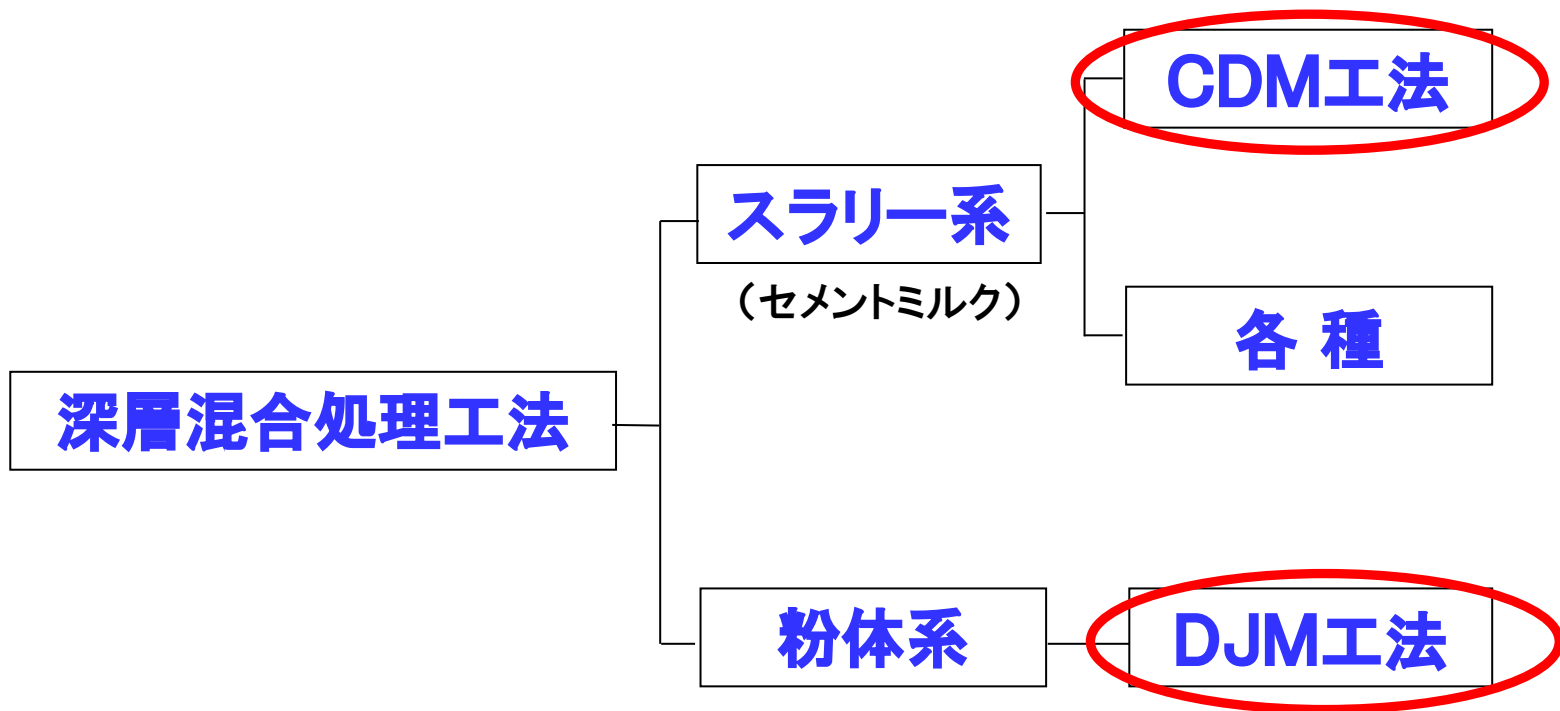 CDM工法
スラリー系
（セメントミルク）
各 種
深層混合処理工法
粉体系
DJM工法